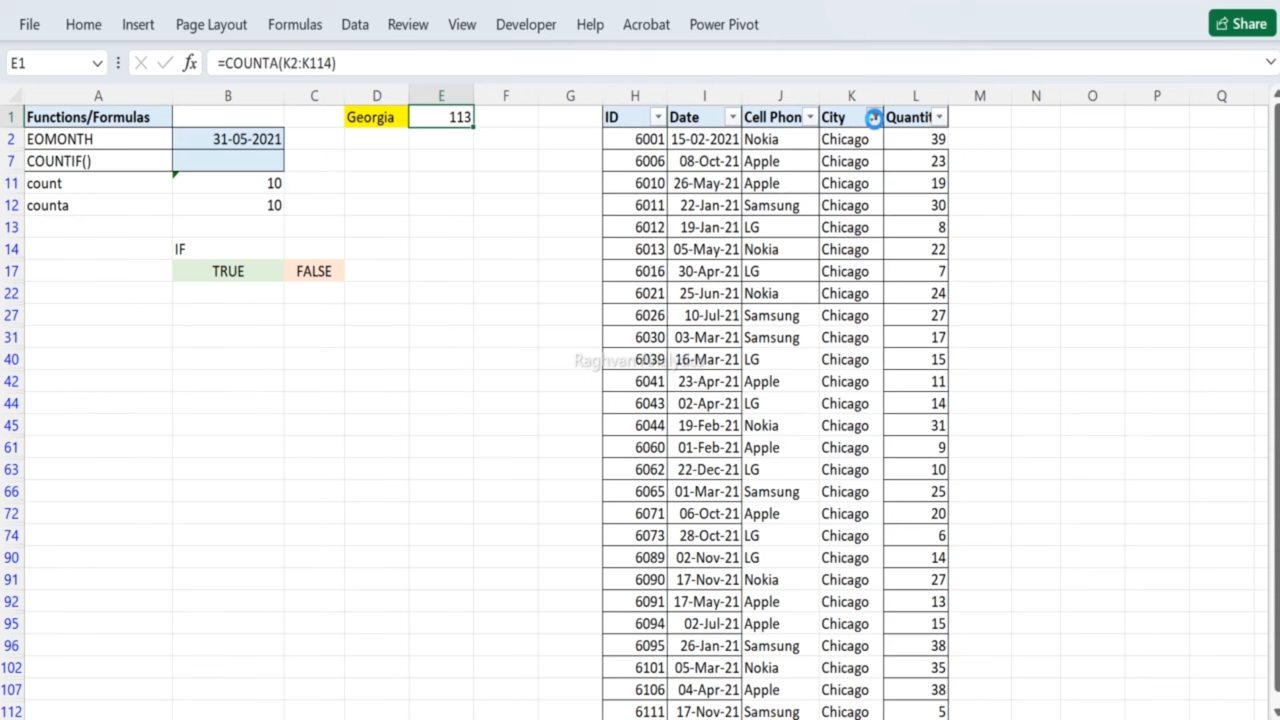 File Home Insert Page Layout Formulas Data Review View Developer Help Acrobat Power Pivot Share
E1 fx =COUNTA(K2:K114)
A B C D E F G H I J K L M N O P Q
1 Functions/Formulas Georgia 113 ID Date Cell Phon City Quantit
2 EOMONTH 31-05-2021 6001 15-02-2021 Nokia Chicago 39
7 COUNTIF() 6006 08-Oct-21 Apple Chicago 23
11 count 10 6010 26-May-21 Apple Chicago 19
12 counta 10 6011 22-Jan-21 Samsung Chicago 30
13 6012 19-Jan-21 LG Chicago 8
14 IF 6013 05-May-21 Nokia Chicago 22
17 TRUE FALSE 6016 30-Apr-21 LG Chicago 7
22 6021 25-Jun-21 Nokia Chicago 24
27 6026 10-Jul-21 Samsung Chicago 27
31 6030 03-Mar-21 Samsung Chicago 17
40 Raghvan 6039 16-Mar-21 LG Chicago 15
42 6041 23-Apr-21 Apple Chicago 11
44 6043 02-Apr-21 LG Chicago 14
45 6044 19-Feb-21 Nokia Chicago 31
61 6060 01-Feb-21 Apple Chicago 9
63 6062 22-Dec-21 LG Chicago 10
66 6065 01-Mar-21 Samsung Chicago 25
72 6071 06-Oct-21 Apple Chicago 20
74 6073 28-Oct-21 LG Chicago 6
90 6089 02-Nov-21 LG Chicago 14
91 6090 17-Nov-21 Nokia Chicago 27
92 6091 17-May-21 Apple Chicago 13
95 6094 02-Jul-21 Apple Chicago 15
96 6095 26-Jan-21 Samsung Chicago 38
102 6101 05-Mar-21 Nokia Chicago 35
107 6106 04-Apr-21 Apple Chicago 38
112 6111 17-Nov-21 Samsung Chicago 5